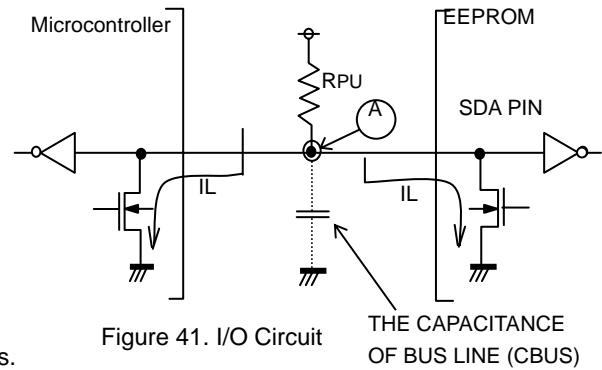 Microcontroller
EEPROM
RPU
A
SDA PIN
IL
IL
Figure 41. I/O Circuit
THE CAPACITANCE
OF BUS LINE (CBUS)
s.